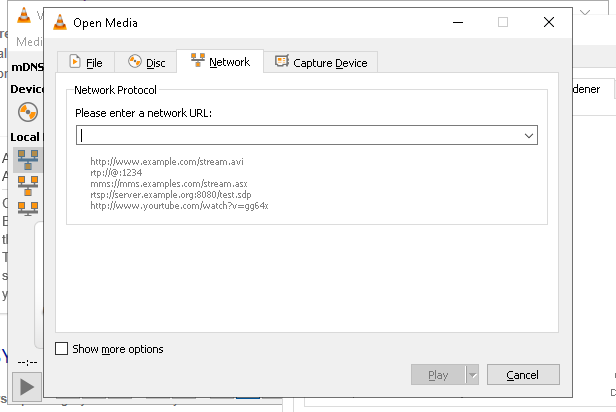 Open Media
Medi
mDNS
Device
Local
File
Disc
Network
Capture Device
dener
Network Protocol
Please enter a network URL:
http://www.example.com/stream.avi
rtp://@:1234
mms://mms.examples.com/stream.asx
rtsp://server.example.org:8080/test.sdp
http://www.yourtube.com/watch?v=gg64x
Show more options
--:--
Play
Cancel